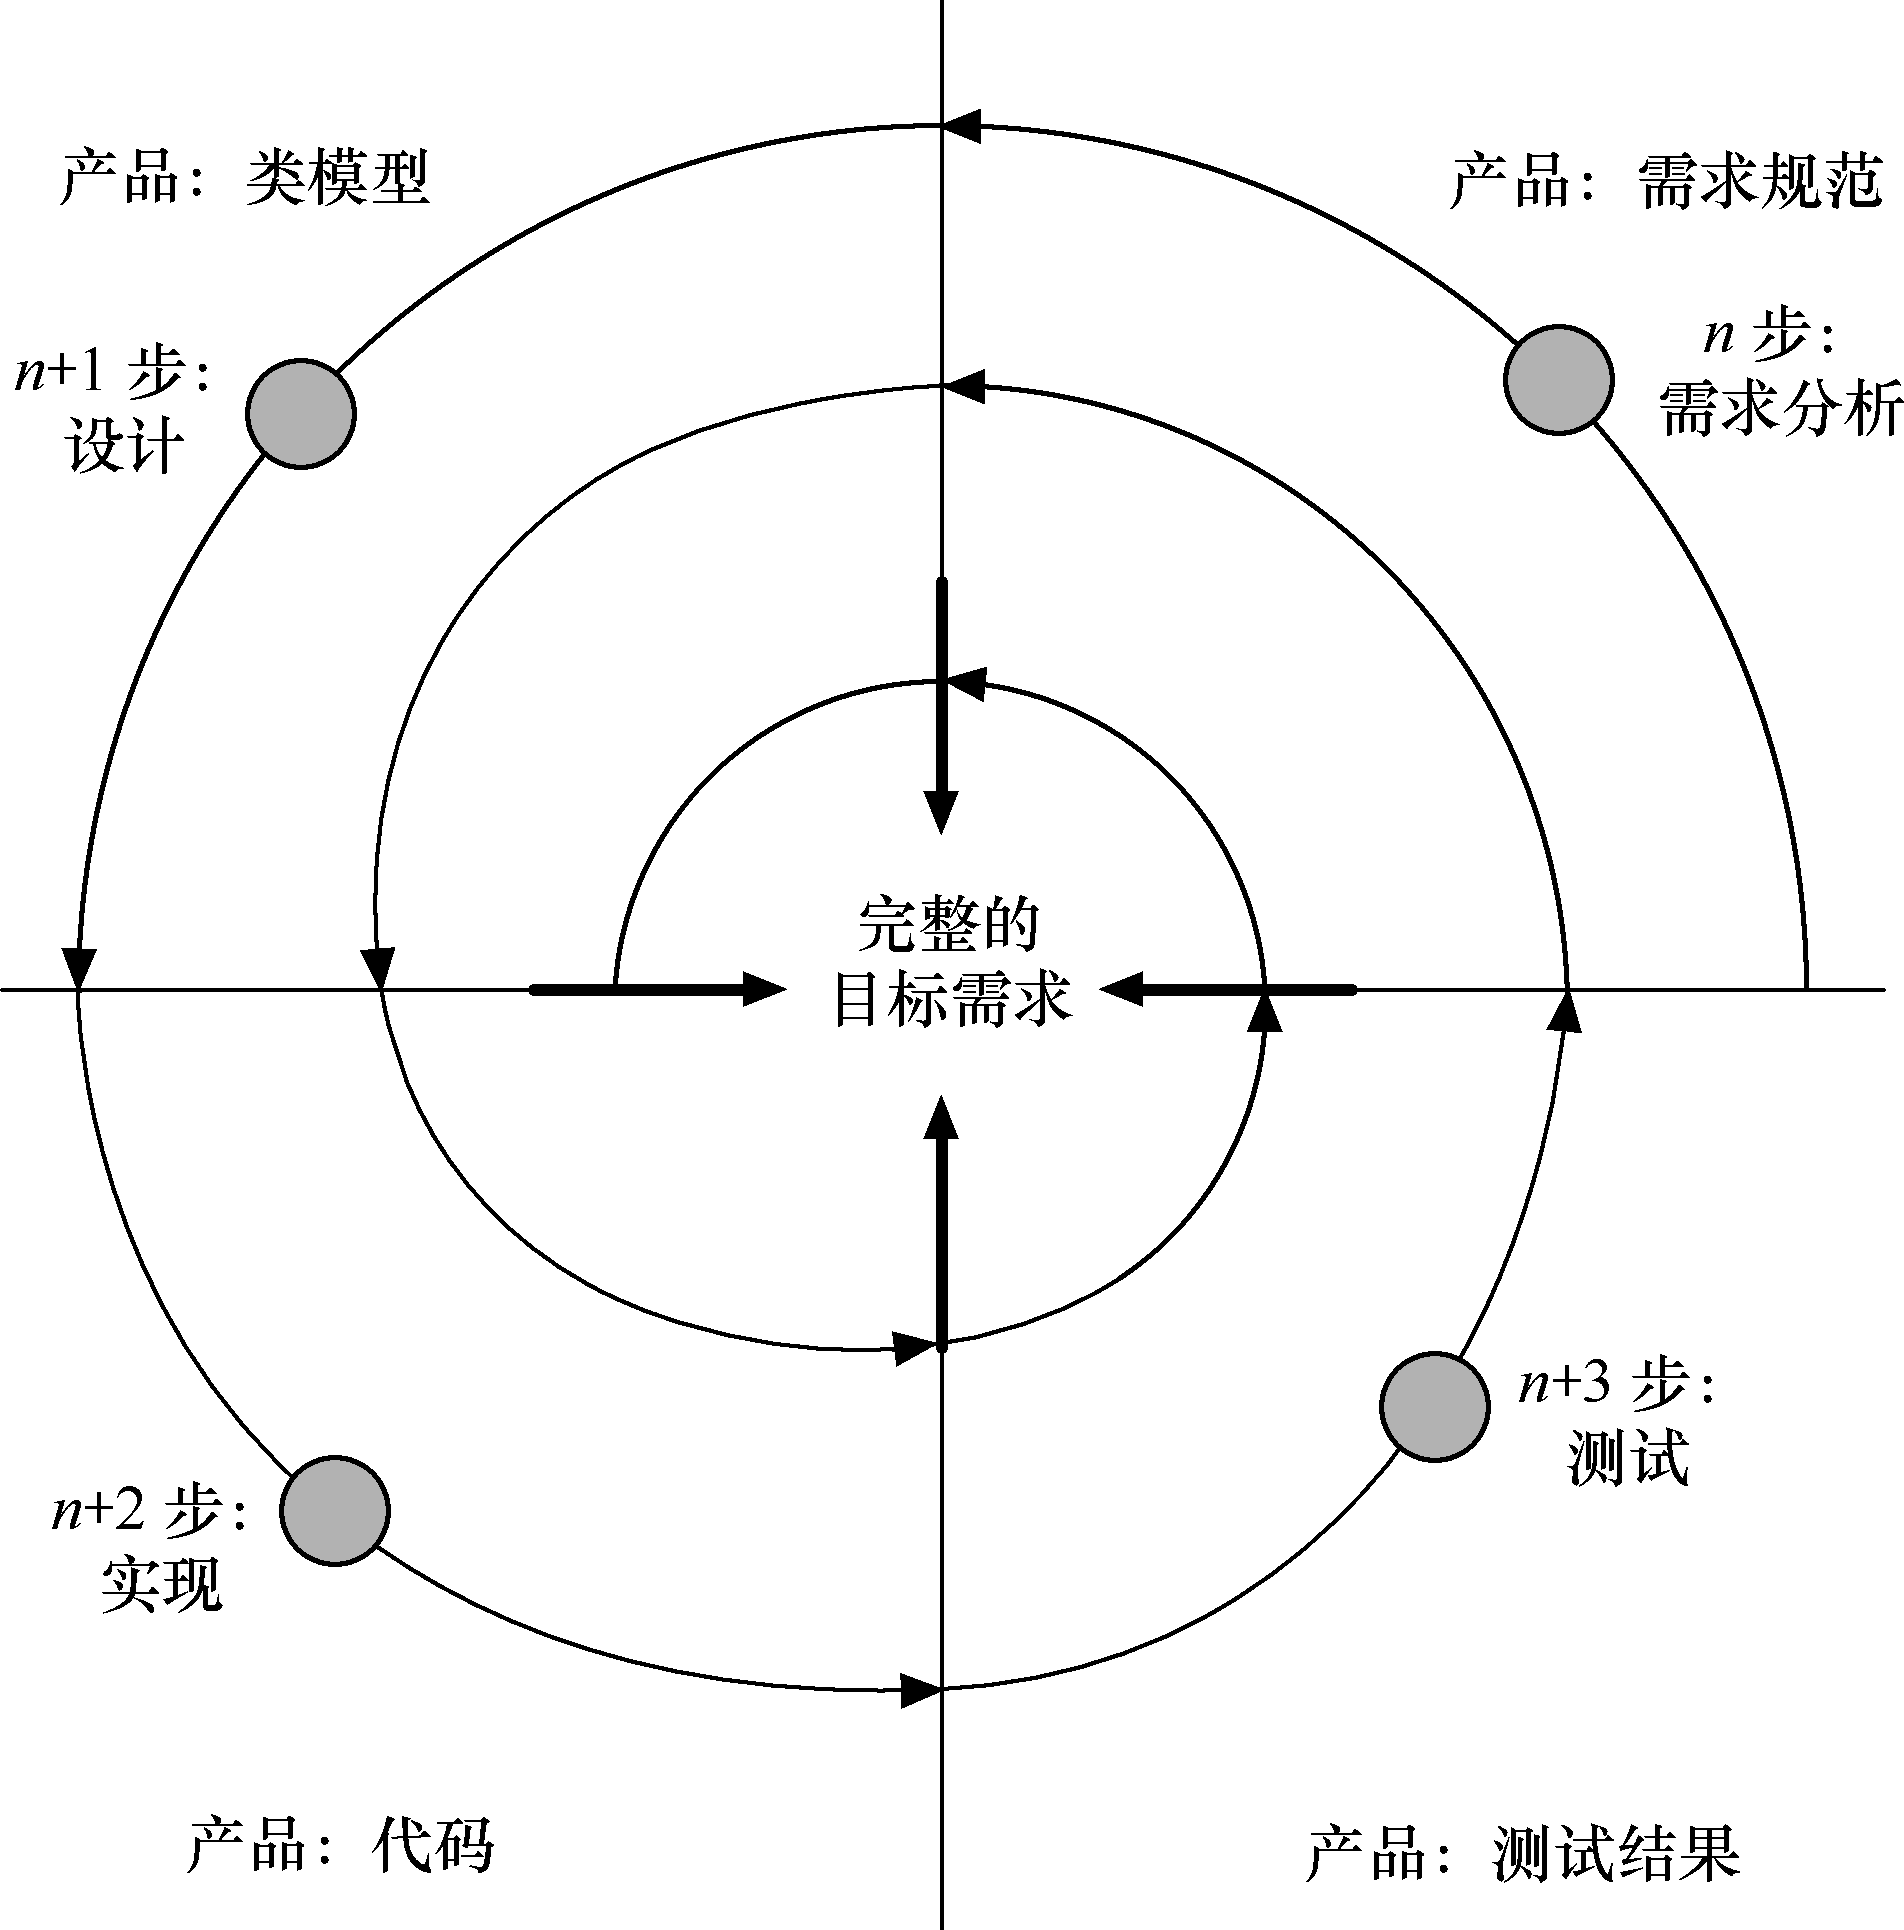 产品：类模型
产品：需求规范
n+1 步：
设计
n 步：
需求分析
完整的
目标需求
n+2 步：
实现
n+3 步：
测试
产品：代码
产品：测试结果